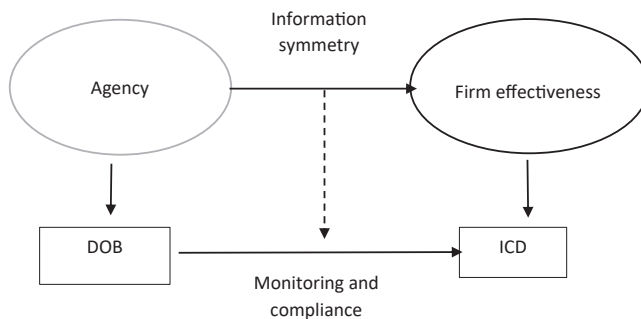 Information
symmetry
Agency
Firm effectiveness
DOB
ICD
Monitoring and
compliance